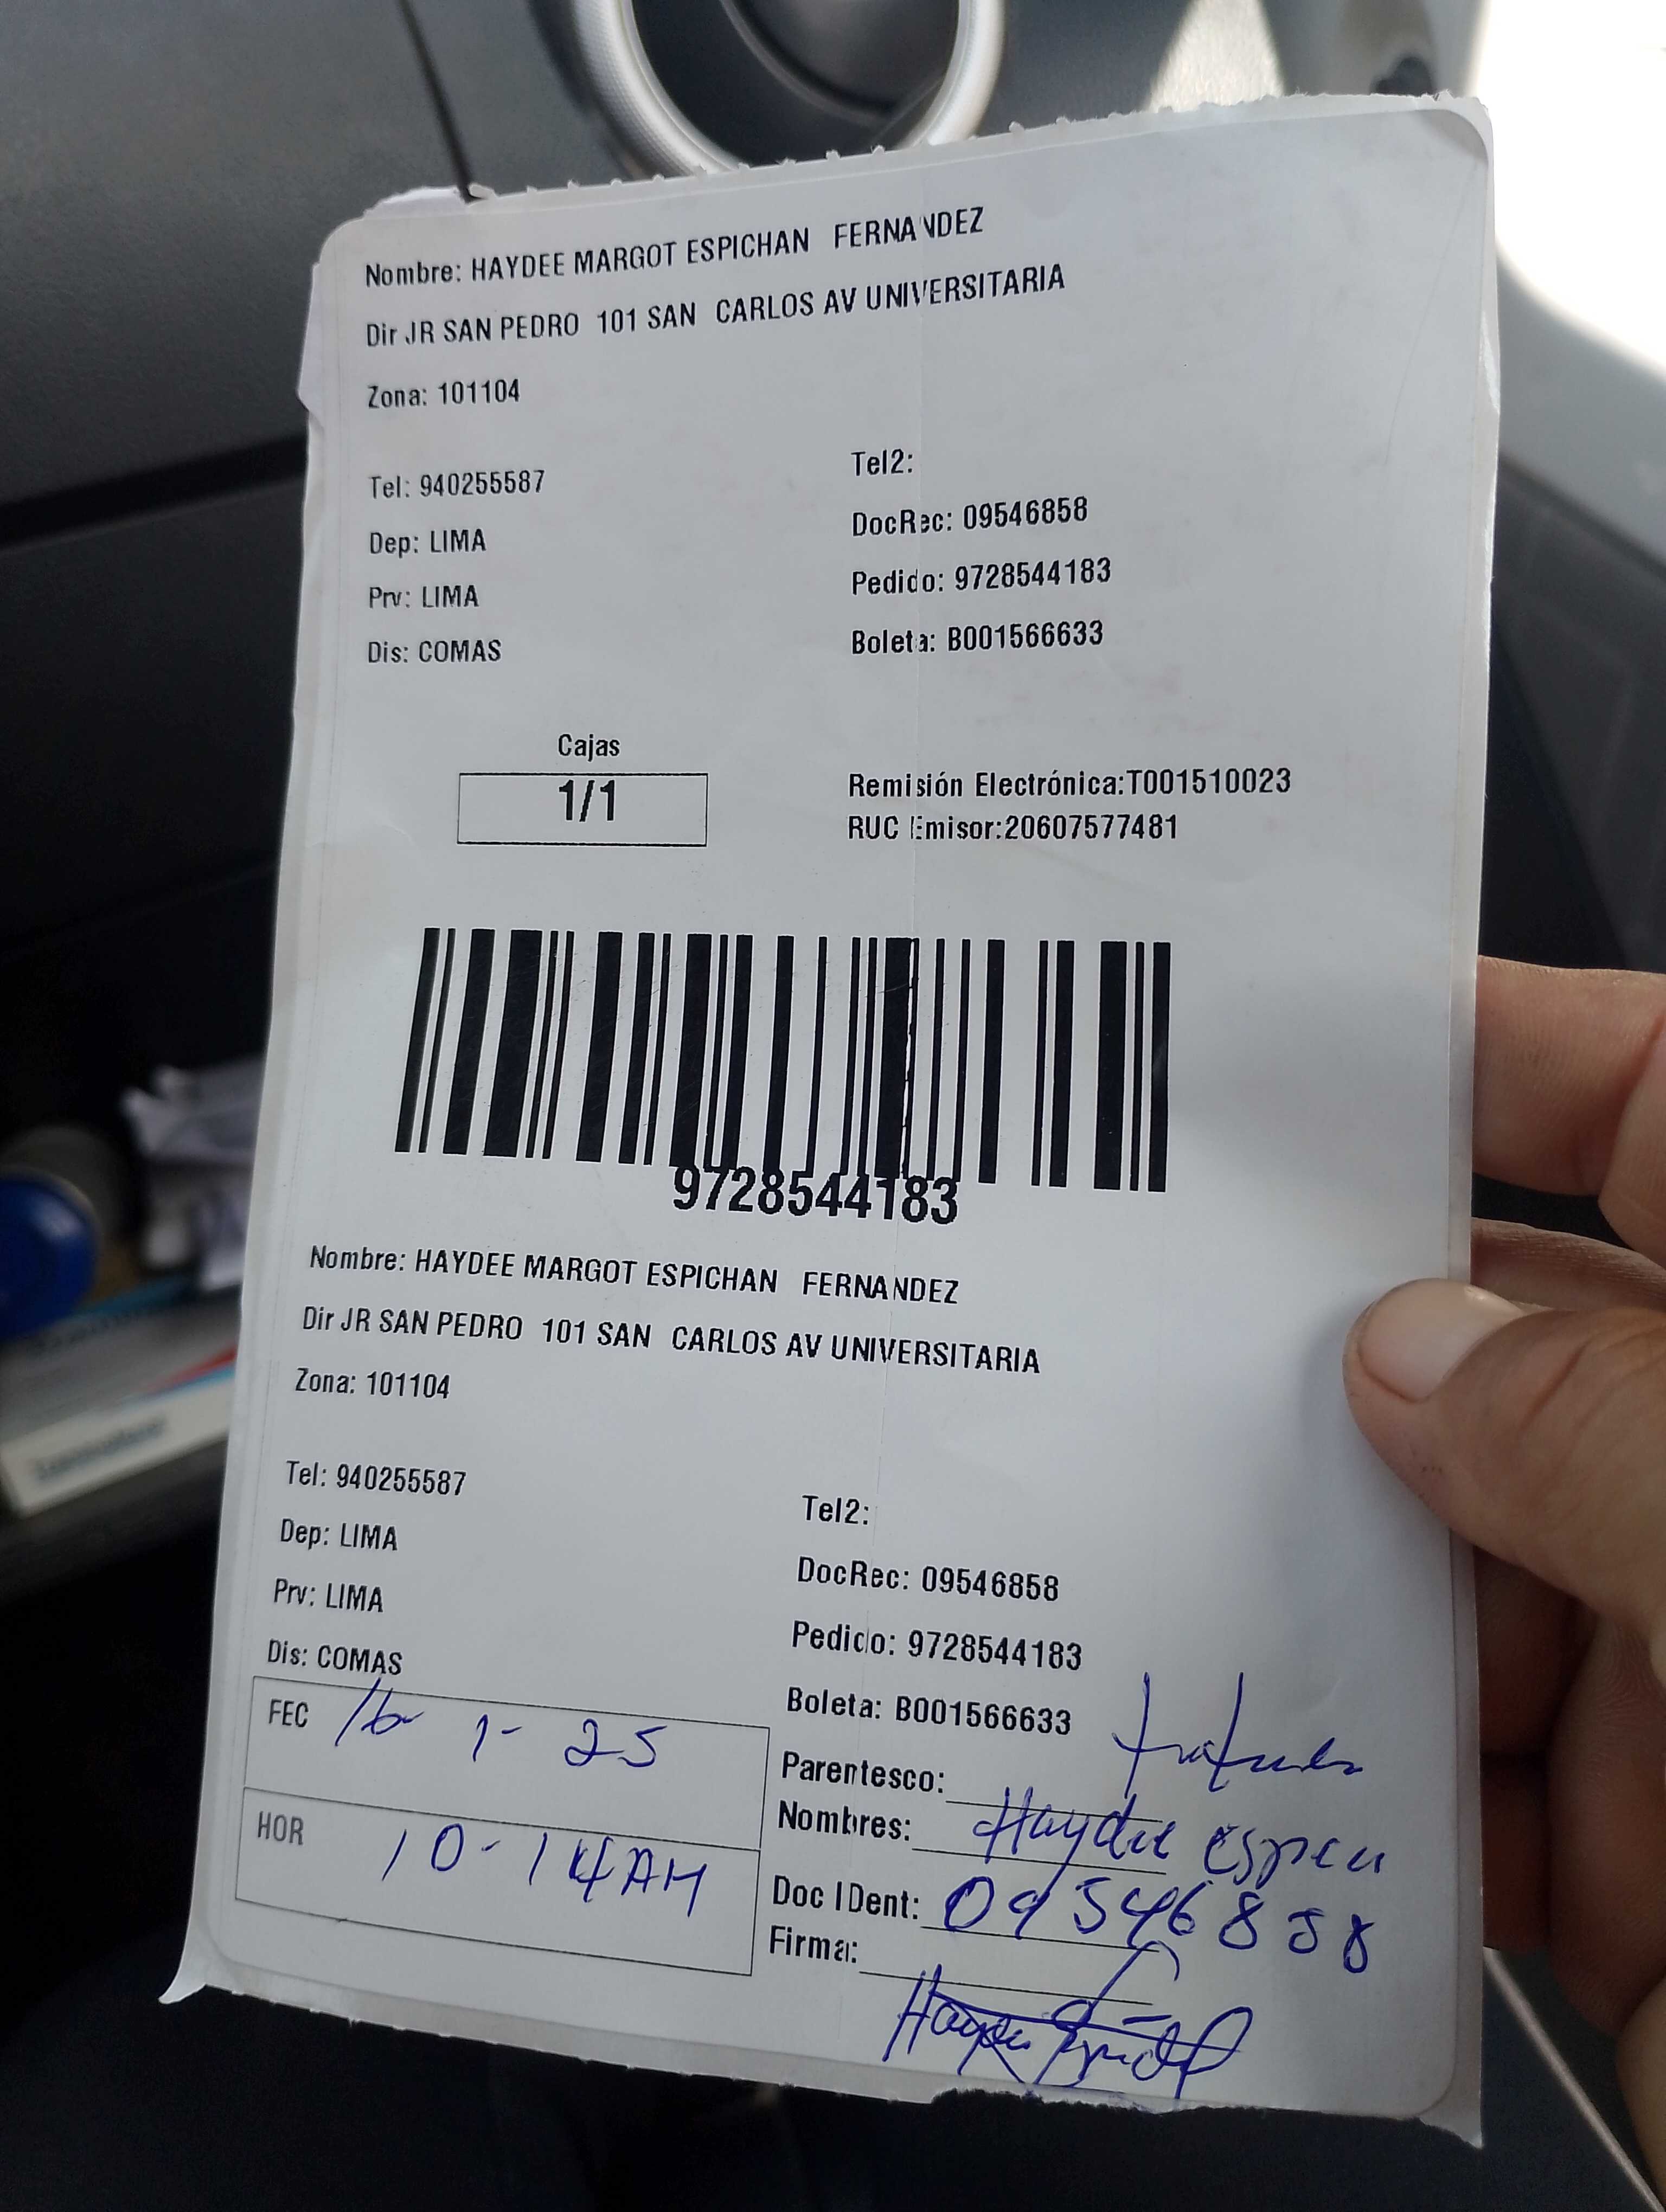 Nombre: HAYDEE MARGOT ESPICHAN FERNANDEZ
Dir JR SAN PEDRO 101 SAN CARLOS AV UNIVERSITARIA
Zona: 101104
Tel: 940255587
Dep: LIMA
Prv: LIMA
Dis: COMAS
Tel2:
DocRec: 09546858
Pedido: 9728544183
Boleta: B001566633
Cajas
1/1
Remisión Electrónica:T001510023
RUC Emisor:20607577481
9728544183
Nombre: HAYDEE MARGOT ESPICHAN FERNANDEZ
Dir JR SAN PEDRO 101 SAN CARLOS AV UNIVERSITARIA
Zona: 101104
Tel: 940255587
Dep: LIMA
Prv: LIMA
Dis: COMAS
Tel2:
DocRec: 09546858
Pedido: 9728544183
Boleta: B001566633
FEC 16 1- 25
HOR 10-14AM
Parentesco:
Nombres: Haydee
Doc IDent: 09546858
Firma: